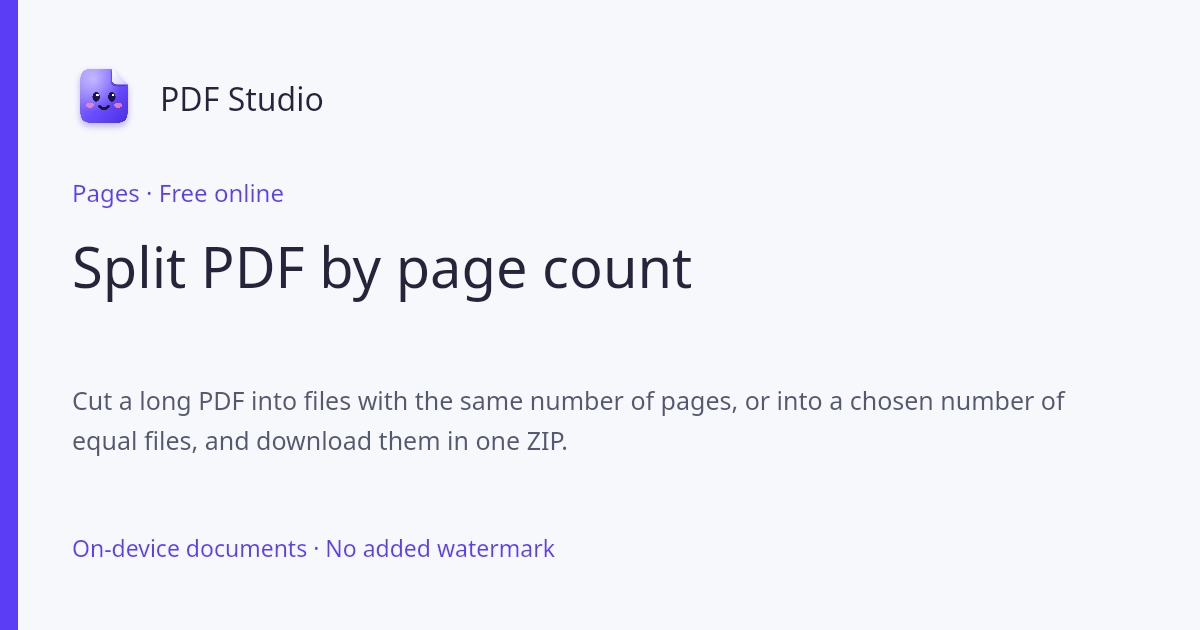 PDF Studio
Pages · Free online
Split PDF by page count
Cut a long PDF into files with the same number of pages, or into a chosen number of
equal files, and download them in one ZIP.
On-device documents · No added watermark